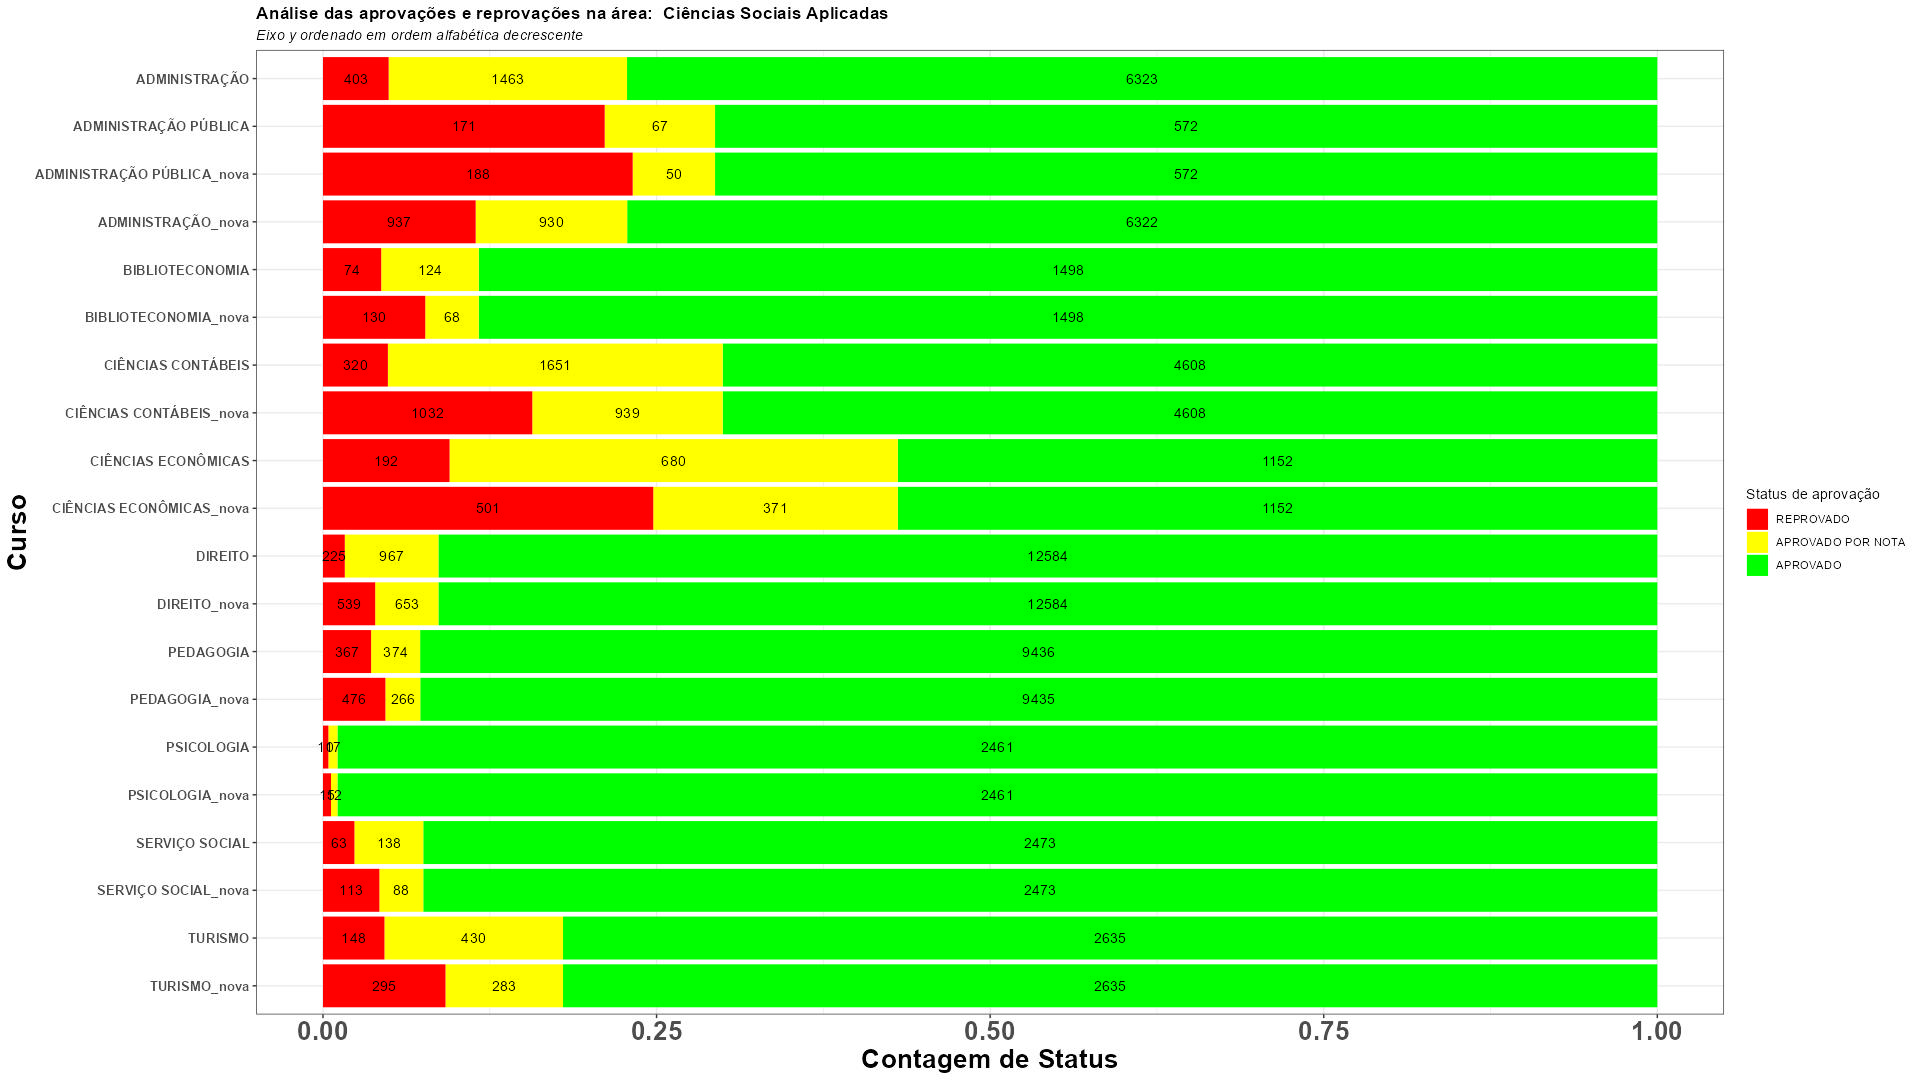 Análise das aprovações e reprovações na área:  Ciências Sociais Aplicadas
Eixo y ordenado em ordem alfabética decrescente
ADMINISTRAÇÃO 403 1463 6323
ADMINISTRAÇÃO PÚBLICA 171 67 572
ADMINISTRAÇÃO PÚBLICA_nova 188 50 572
ADMINISTRAÇÃO_nova 937 930 6322
BIBLIOTECONOMIA 74 124 1498
BIBLIOTECONOMIA_nova 130 68 1498
CIÊNCIAS CONTÁBEIS 320 1651 4608
CIÊNCIAS CONTÁBEIS_nova 1032 939 4608
CIÊNCIAS ECONÔMICAS 192 680 1152
CIÊNCIAS ECONÔMICAS_nova 501 371 1152
DIREITO 225 967 12584
DIREITO_nova 539 653 12584
PEDAGOGIA 367 374 9436
PEDAGOGIA_nova 476 266 9435
PSICOLOGIA 2461
PSICOLOGIA_nova 2461
SERVIÇO SOCIAL 63 138 2473
SERVIÇO SOCIAL_nova 113 88 2473
TURISMO 148 430 2635
TURISMO_nova 295 283 2635
Curso
0.00 0.25 0.50 0.75 1.00
Contagem de Status
Status de aprovação
REPROVADO
APROVADO POR NOTA
APROVADO